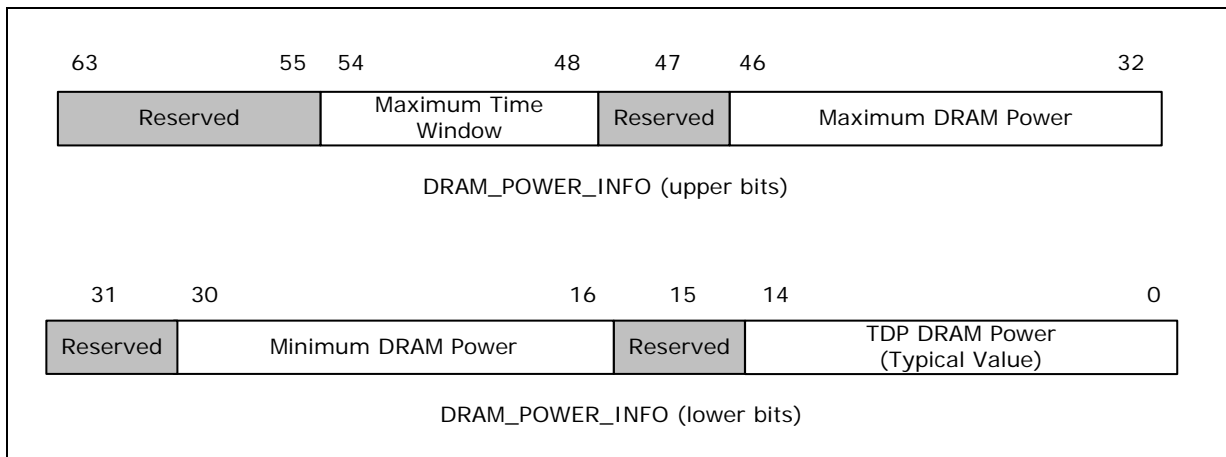 63 55 54 48 47 46 32
Reserved Maximum Time Window Reserved Maximum DRAM Power
DRAM_POWER_INFO (upper bits)
31 30 16 15 14 0
Reserved Minimum DRAM Power Reserved TDP DRAM Power (Typical Value)
DRAM_POWER_INFO (lower bits)